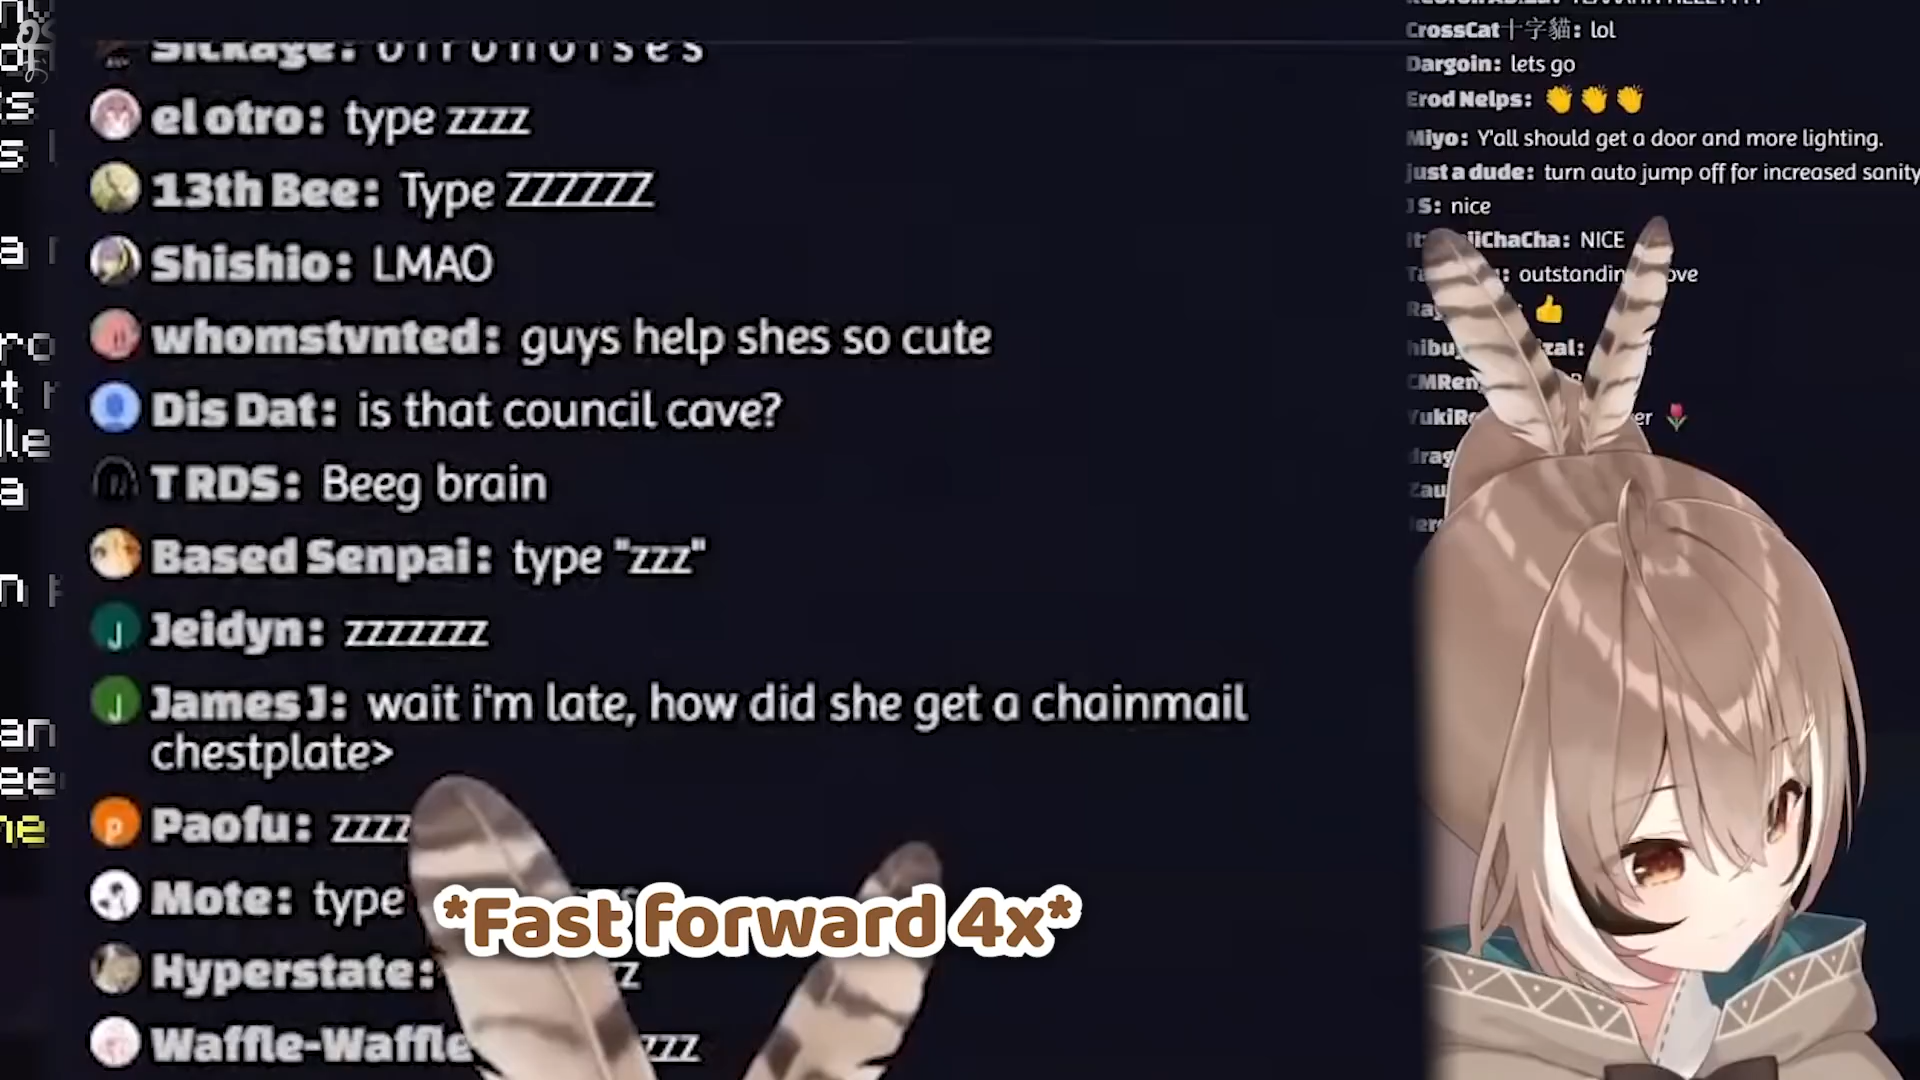 el otro: type zzzz
13th Bee: Type ZZZZZZ
Shishio: LMAO
whomstvnted: guys help shes so cute
Dis Dat: is that council cave?
T RDS: Beeg brain
Based Senpai: type "zzz"
Jeidyn: zzzzzzz
James J: wait i'm late, how did she get a chainmail
chestplate>
Paofu: zzzz
Mote: type
Hyperstate:
Waffle-Waffle
*Fast forward 4x*
CrossCat十字貓: lol
Dargoin: lets go
Erod Nelps: 👏👏👏
Miyo: Y'all should get a door and more lighting.
just a dude: turn auto jump off for increased sanity
J S: nice
NICE
👍
🌷